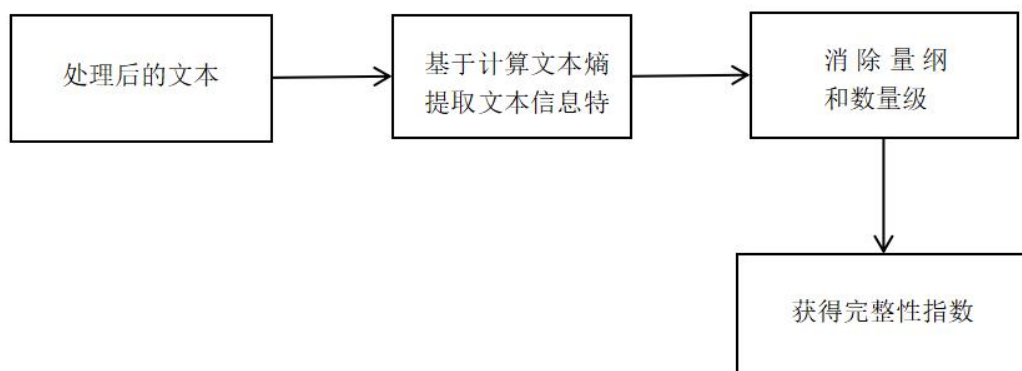 处理后的文本
基于计算文本熵
提取文本信息特
消除量纲
和数量级
获得完整性指数